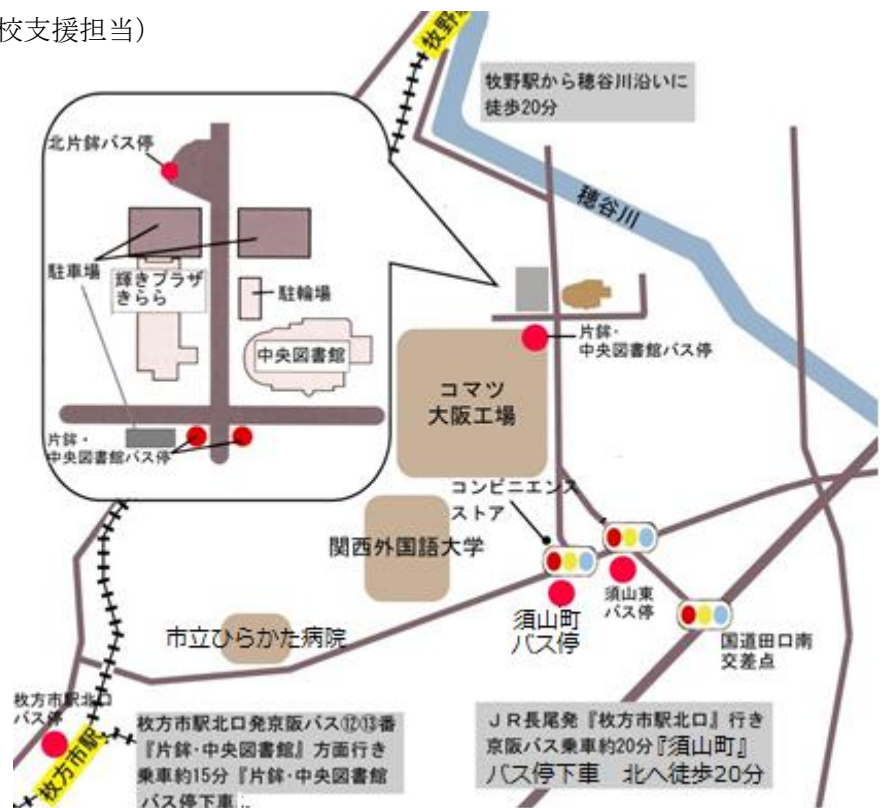 校支援担当）
牧野
牧野駅から穂谷川沿いに
徒歩20分
北片鉾バス停
穂谷川
駐車場
輝きプラザ
きらら
駐輪場
中央図書館
片鉾・
中央図書館バス停
片鉾・
中央図書館バス停
コマツ
大阪工場
コンビニエンス
ストア
関西外国語大学
須山町
バス停
須山東
バス停
国道田口南
交差点
市立ひらかた病院
枚方市駅北口
バス停
枚方市駅
枚方市駅北口発京阪バス⑫⑬番
『片鉾・中央図書館』方面行き
乗車約15分『片鉾・中央図書館
バス停下車
ＪＲ長尾発『枚方市駅北口』行き
京阪バス乗車約20分『須山町』
バス停下車　北へ徒歩20分